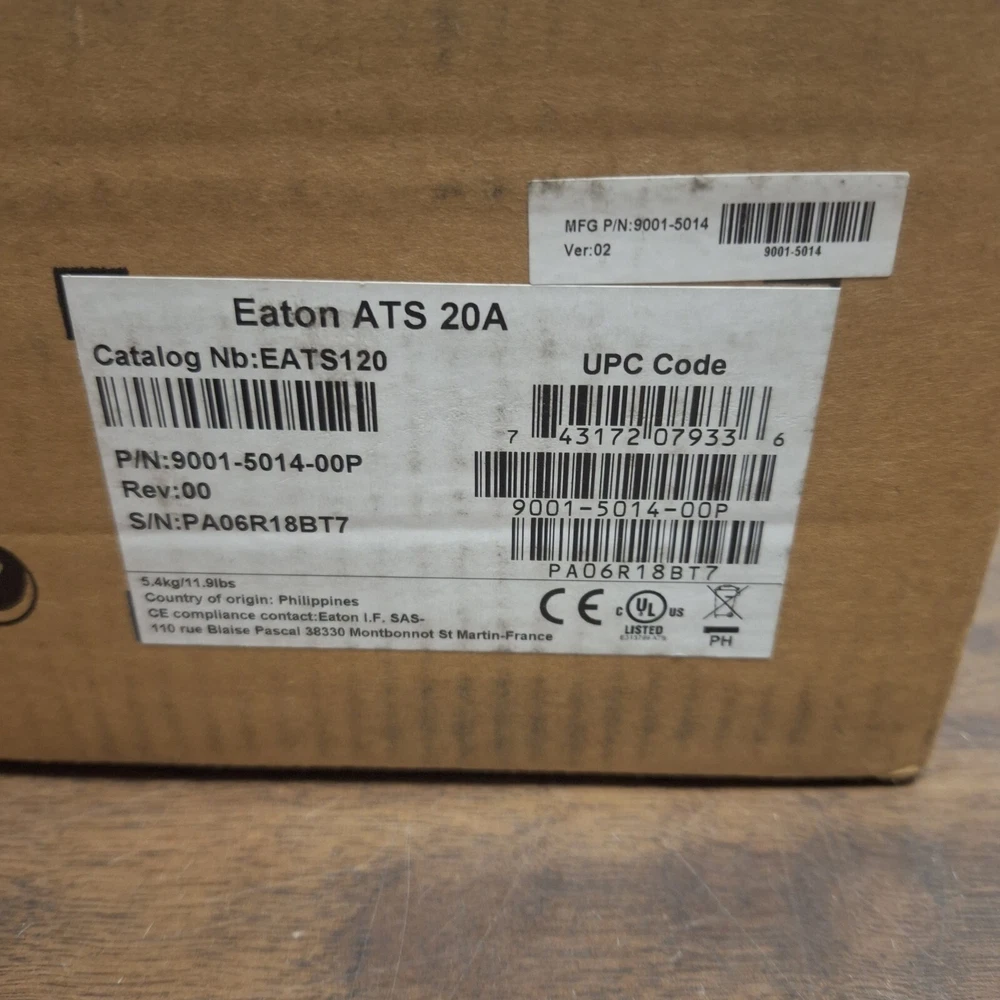 MFG P/N:9001-5014
Ver:02
9001-5014
Eaton ATS 20A
Catalog Nb:EATS120
P/N:9001-5014-00P
Rev:00
S/N:PA06R18BT7
UPC Code
7 43172 07933 6
9001-5014-00P
PA06R18BT7
5.4kg/11.9lbs
Country of origin: Philippines
CE compliance contact:Eaton I.F. SAS-
110 rue Blaise Pascal 38330 Montbonnot St Martin-France
CE
c UL US
LISTED
PH